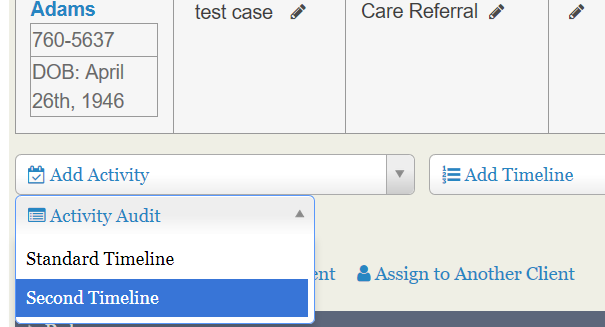 Adams
760-5637
DOB: April
26th, 1946
test case
Care Referral
Add Activity
Add Timeline
Activity Audit
Standard Timeline
Second Timeline
Assign to Another Client